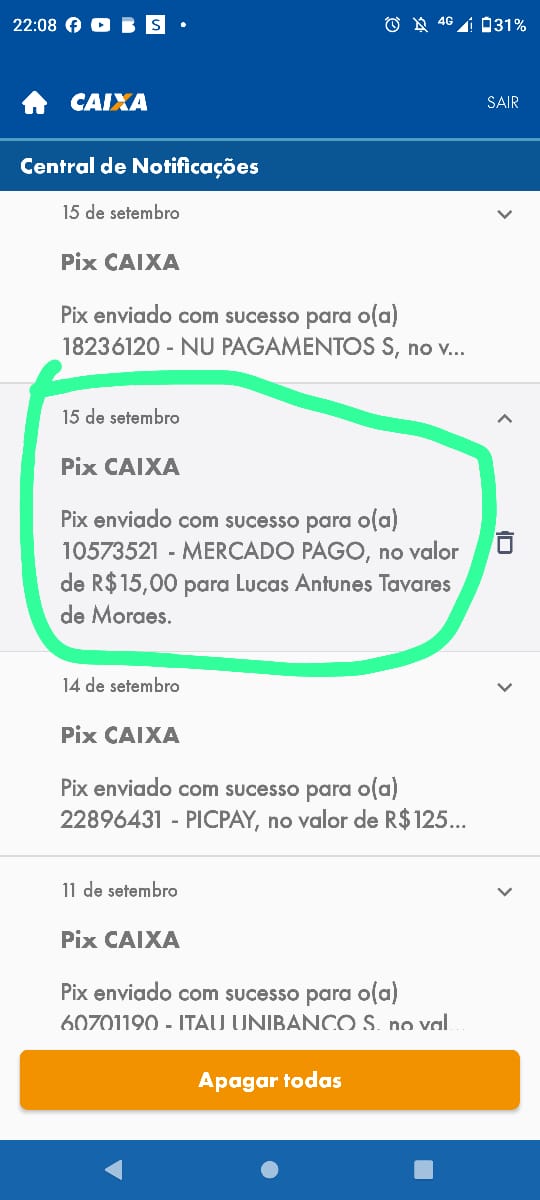 22:08 S 4G 31%
CAIXA SAIR
Central de Notificações
15 de setembro
Pix CAIXA
Pix enviado com sucesso para o(a)
18236120 - NU PAGAMENTOS S, no v...
15 de setembro
Pix CAIXA
Pix enviado com sucesso para o(a)
10573521 - MERCADO PAGO, no valor
de R$15,00 para Lucas Antunes Tavares
de Moraes.
14 de setembro
Pix CAIXA
Pix enviado com sucesso para o(a)
22896431 - PICPAY, no valor de R$125...
11 de setembro
Pix CAIXA
Pix enviado com sucesso para o(a)
60701190 - ITAU UNIBANCO S, no val...
Apagar todas